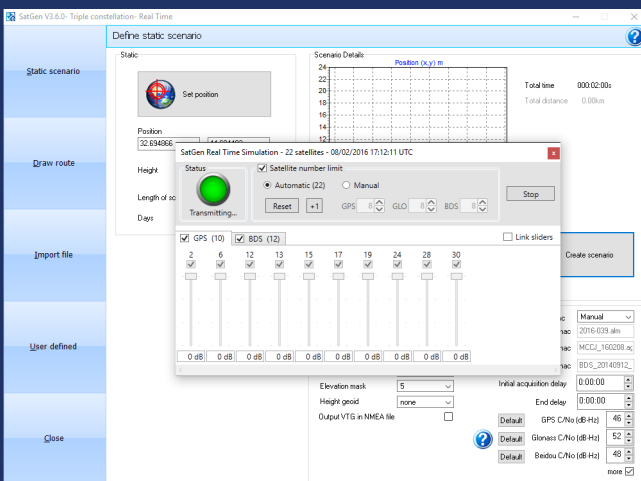 SatGen V3.6.0- Triple constellation- Real Time
Define static scenario
Static scenario
Draw route
Import file
User defined
Close
Static
Set position
Position
32.694866
Height
Days
Scenario Details
Position (x,y) m
24
22
20
18
16
14
12
Total time 000:02:00s
Total distance 0.00km
SatGen Real Time Simulation - 22 satellites - 08/02/2016 17:12:11 UTC
Status
Transmitting...
Satellite number limit
Automatic (22) Manual
Reset +1 GPS 8 GLO 8 BDS 8
Stop
GPS (10) BDS (12) Link sliders
2 6 12 13 15 17 19 24 28 30
0 dB 0 dB 0 dB 0 dB 0 dB 0 dB 0 dB 0 dB 0 dB 0 dB
Create scenario
Manual
2016-039.alm
BDS_20140912_
Elevation mask 5
Height geoid none
Output VTG in NMEA file
Initial acquisition delay 0:00:00
End delay 0:00:00
Default GPS C/No (dB-Hz) 46
Default Glonass C/No (dB-Hz) 52
Default Beidou C/No (dB-Hz) 48
more